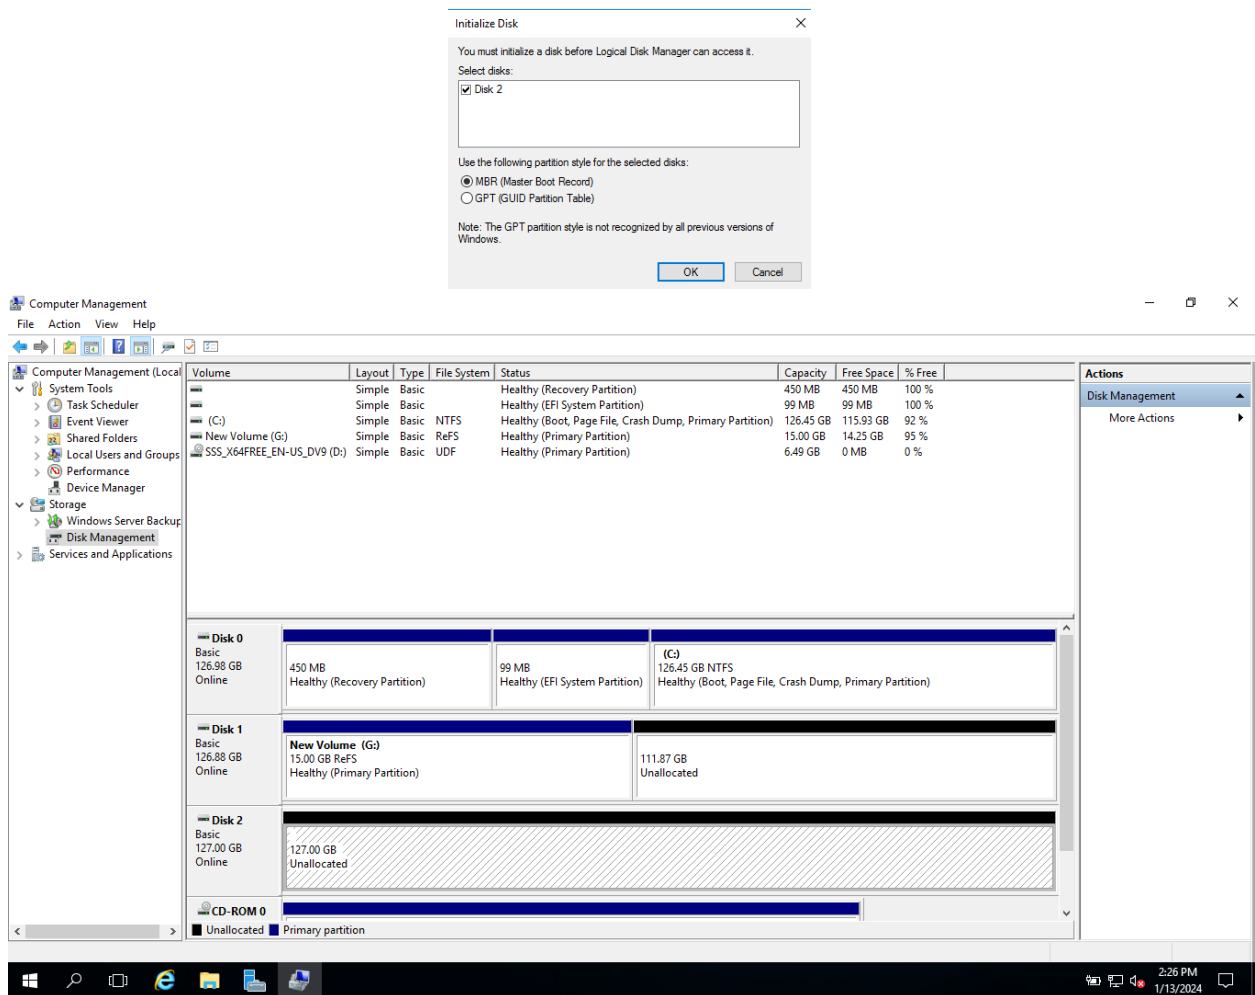 Initialize Disk
You must initialize a disk before Logical Disk Manager can access it.
Select disks:
Disk 2
Use the following partition style for the selected disks:
MBR (Master Boot Record)
GPT (GUID Partition Table)
Note: The GPT partition style is not recognized by all previous versions of
Windows.
OK Cancel
Computer Management
File Action View Help
Computer Management (Local
System Tools
Task Scheduler
Event Viewer
Shared Folders
Local Users and Groups
Performance
Device Manager
Storage
Windows Server Backup
Disk Management
Services and Applications
Volume Layout Type File System Status Capacity Free Space % Free
Simple Basic Healthy (Recovery Partition) 450 MB 450 MB 100 %
Simple Basic Healthy (EFI System Partition) 99 MB 99 MB 100 %
(C:) Simple Basic NTFS Healthy (Boot, Page File, Crash Dump, Primary Partition) 126.45 GB 115.93 GB 92 %
New Volume (G:) Simple Basic ReFS Healthy (Primary Partition) 15.00 GB 14.25 GB 95 %
SSS_X64FREE_EN-US_DV9 (D:) Simple Basic UDF Healthy (Primary Partition) 6.49 GB 0 MB 0 %
Actions
Disk Management
More Actions
Disk 0
Basic
126.98 GB
Online
450 MB
Healthy (Recovery Partition)
99 MB
Healthy (EFI System Partition)
(C:)
126.45 GB NTFS
Healthy (Boot, Page File, Crash Dump, Primary Partition)
Disk 1
Basic
126.88 GB
Online
New Volume (G:)
15.00 GB ReFS
Healthy (Primary Partition)
111.87 GB
Unallocated
Disk 2
Basic
127.00 GB
Online
127.00 GB
Unallocated
CD-ROM 0
Unallocated Primary partition
2:26 PM
1/13/2024